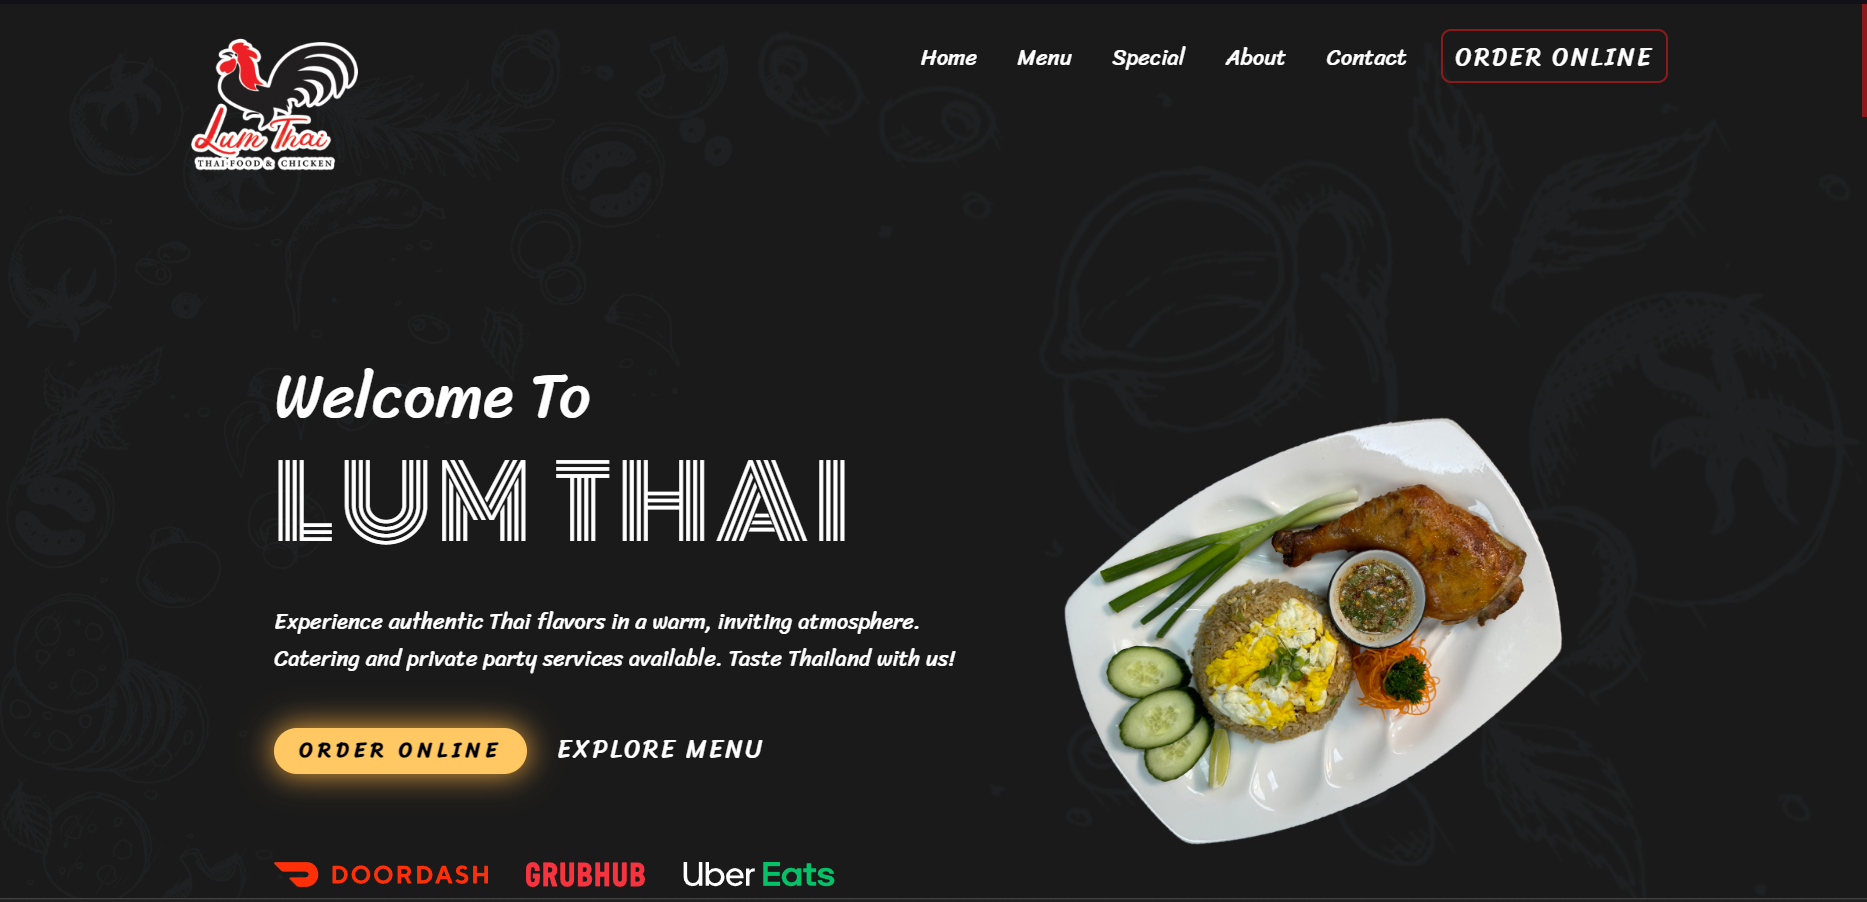 Lum Thai
THAI FOOD & CHICKEN
Home Menu Special About Contact ORDER ONLINE
Welcome To
LUM THAI
Experience authentic Thai flavors in a warm, inviting atmosphere.
Catering and private party services available. Taste Thailand with us!
ORDER ONLINE EXPLORE MENU
DOORDASH GRUBHUB Uber Eats